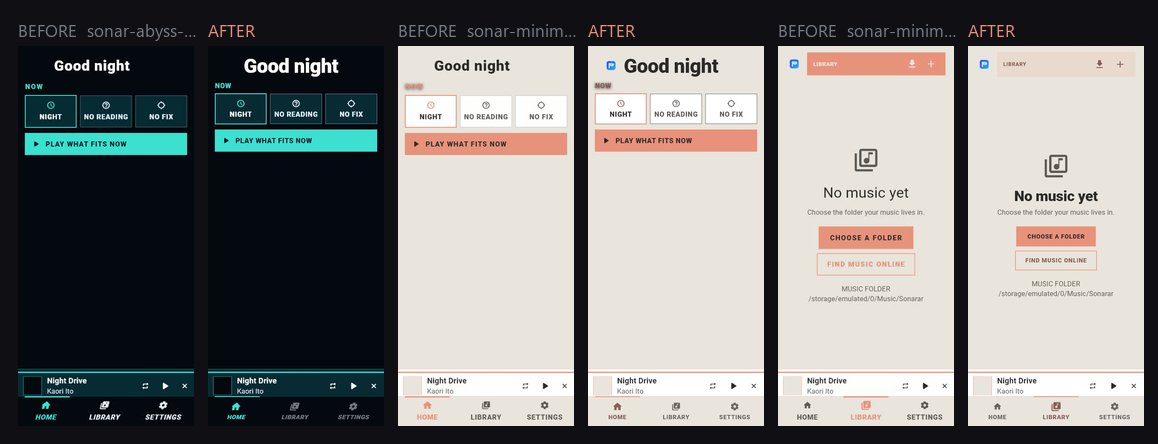 BEFORE sonar-abyss-...
Good night
NOW
NIGHT
NO READING
NO FIX
PLAY WHAT FITS NOW
Night Drive
Kaori Ito
HOME
LIBRARY
SETTINGS
AFTER
Good night
NOW
NIGHT
NO READING
NO FIX
PLAY WHAT FITS NOW
Night Drive
Kaori Ito
HOME
LIBRARY
SETTINGS
BEFORE sonar-minim...
Good night
NOW
NIGHT
NO READING
NO FIX
PLAY WHAT FITS NOW
Night Drive
Kaori Ito
HOME
LIBRARY
SETTINGS
AFTER
Good night
NOW
NIGHT
NO READING
NO FIX
PLAY WHAT FITS NOW
Night Drive
Kaori Ito
HOME
LIBRARY
SETTINGS
BEFORE sonar-minim...
LIBRARY
No music yet
Choose the folder your music lives in.
CHOOSE A FOLDER
FIND MUSIC ONLINE
MUSIC FOLDER
/storage/emulated/0/Music/Sonarar
Night Drive
Kaori Ito
HOME
LIBRARY
SETTINGS
AFTER
LIBRARY
No music yet
Choose the folder your music lives in.
CHOOSE A FOLDER
FIND MUSIC ONLINE
MUSIC FOLDER
/storage/emulated/0/Music/Sonarar
Night Drive
Kaori Ito
HOME
LIBRARY
SETTINGS